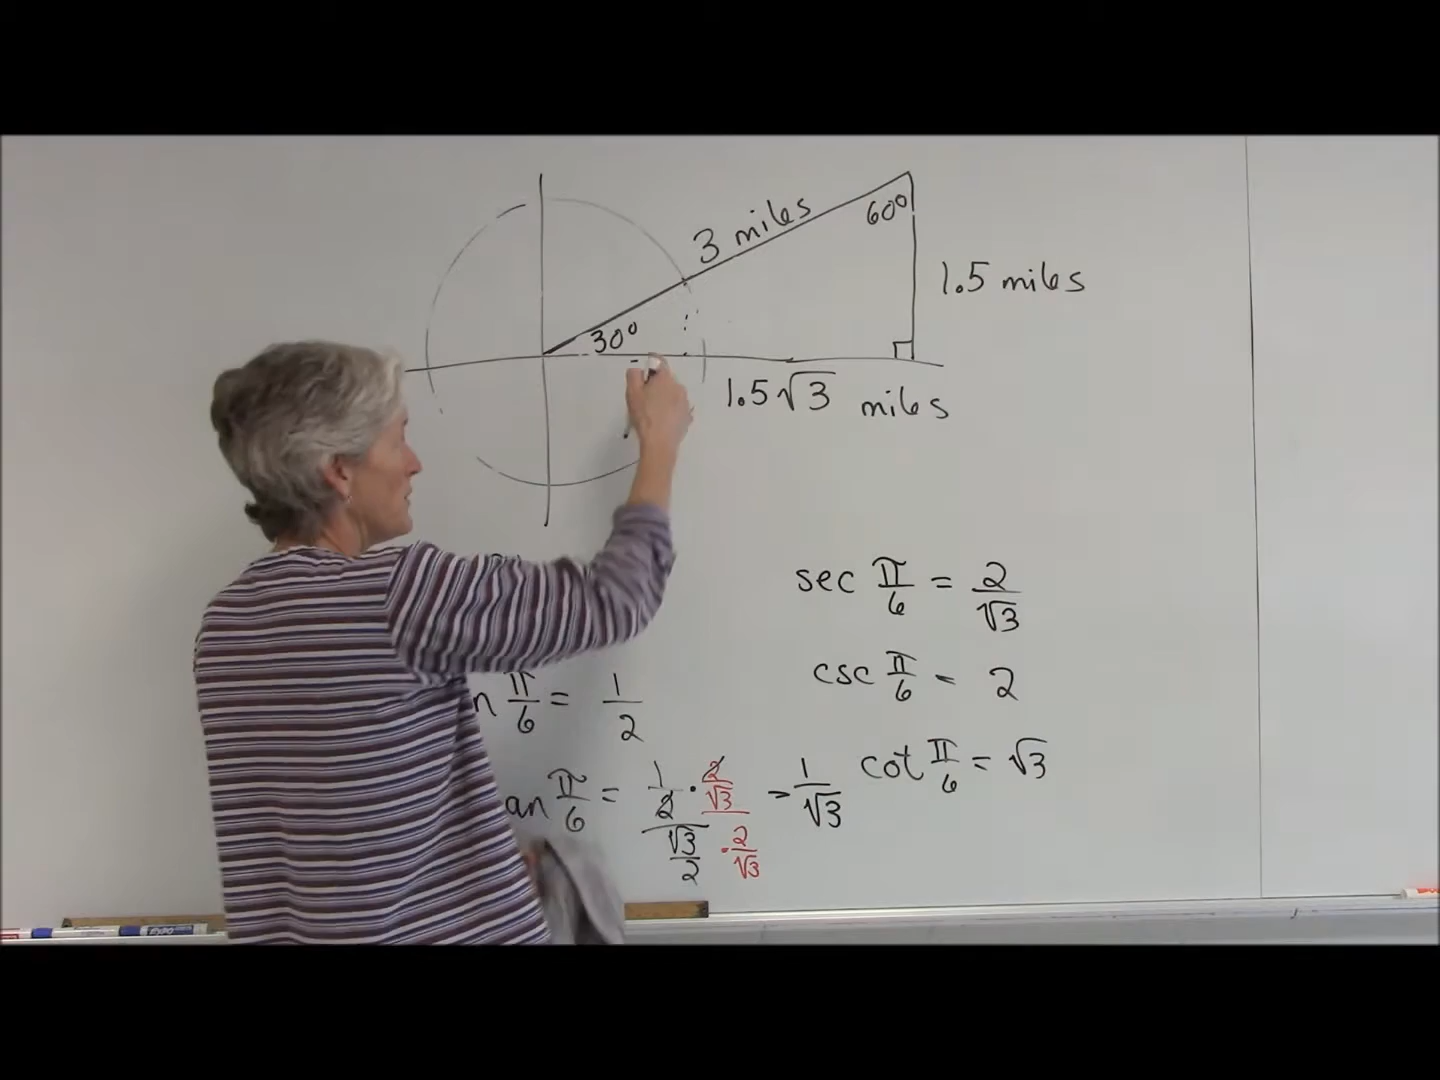 3 miles
60°
1.5 miles
30°
1.5√3 miles
sec π/6 = 2/√3
csc π/6 = 2
n π/6 = 1/2
cot π/6 = √3
an π/6 = (1/2 · 2/√3)/(√3/2 · 2/√3) = 1/√3
EXPO